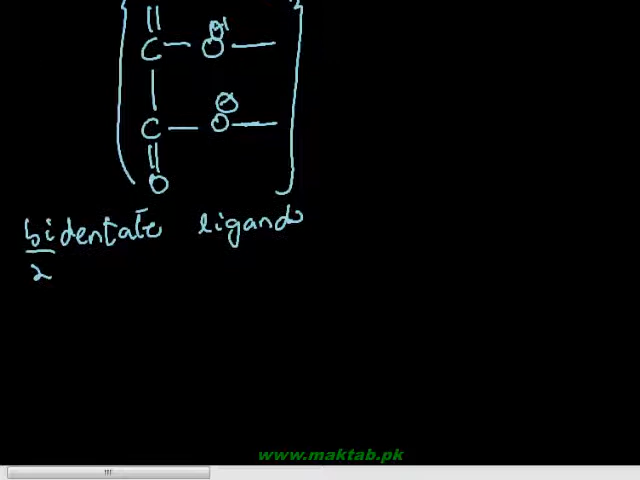 C — O —
C — O —
O
bidentate ligands
2
www.maktab.pk